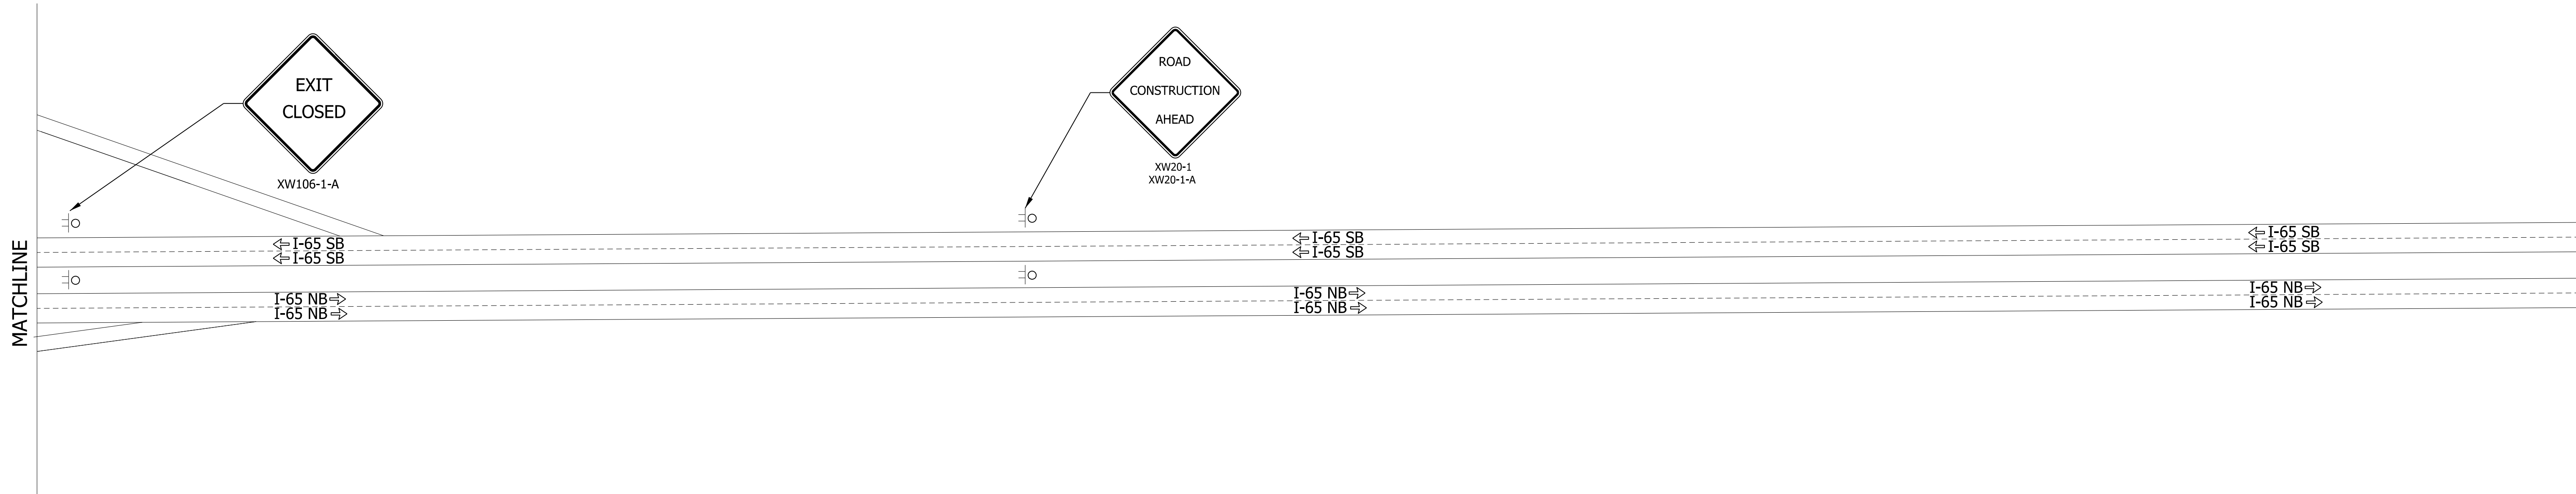 EXIT
CLOSED
XW106-1-A
ROAD
CONSTRUCTION
AHEAD
XW20-1
XW20-1-A
MATCHLINE
I-65 SB
I-65 SB
I-65 NB
I-65 NB
I-65 SB
I-65 SB
I-65 NB
I-65 NB
I-65 SB
I-65 SB
I-65 NB
I-65 NB